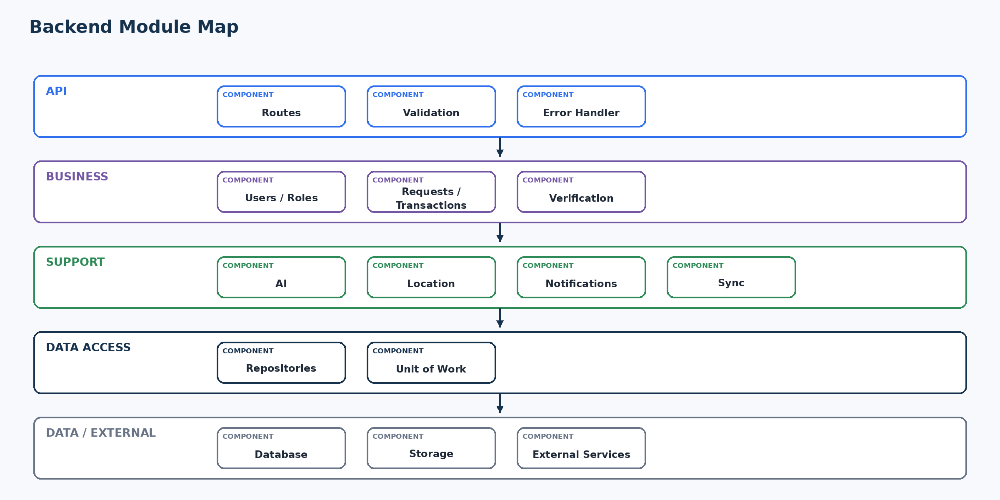 Backend Module Map
API
COMPONENT
Routes
COMPONENT
Validation
COMPONENT
Error Handler
BUSINESS
COMPONENT
Users / Roles
COMPONENT
Requests /
Transactions
COMPONENT
Verification
SUPPORT
COMPONENT
AI
COMPONENT
Location
COMPONENT
Notifications
COMPONENT
Sync
DATA ACCESS
COMPONENT
Repositories
COMPONENT
Unit of Work
DATA / EXTERNAL
COMPONENT
Database
COMPONENT
Storage
COMPONENT
External Services